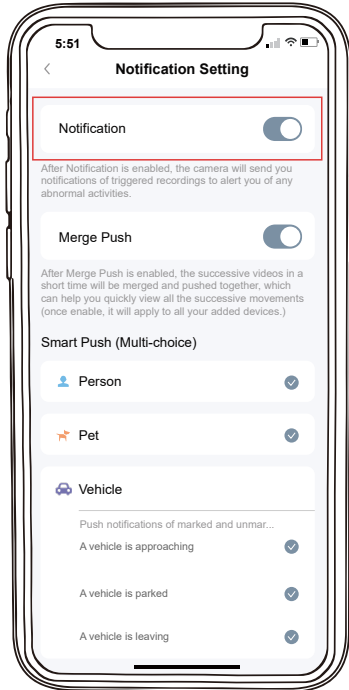 5:51
Notification Setting
Notification
After Notification is enabled, the camera will send you
notifications of triggered recordings to alert you of any
abnormal activities.
Merge Push
After Merge Push is enabled, the successive videos in a
short time will be merged and pushed together, which
can help you quickly view all the successive movements
(once enable, it will apply to all your added devices.)
Smart Push (Multi-choice)
Person
Pet
Vehicle
Push notifications of marked and unmar...
A vehicle is approaching
A vehicle is parked
A vehicle is leaving